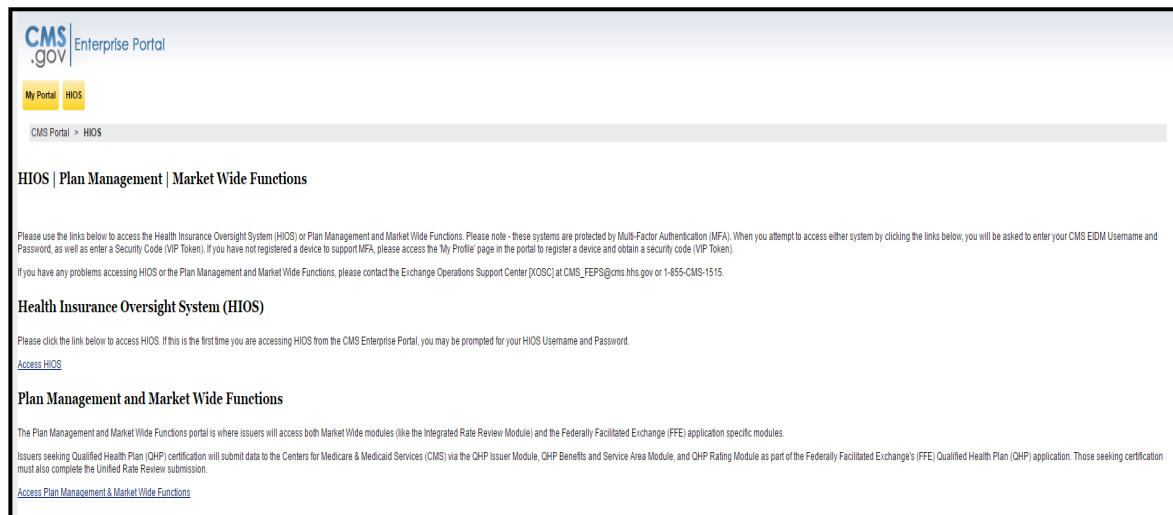 CMS
.gov
Enterprise Portal
My Portal HIOS
CMS Portal > HIOS
HIOS | Plan Management | Market Wide Functions
Please use the links below to access the Health Insurance Oversight System (HIOS) or Plan Management and Market Wide Functions. Please note - these systems are protected by Multi-Factor Authentication (MFA). When you attempt to access either system by clicking the links below, you will be asked to enter your CMS EIDM Username and
Password, as well as enter a Security Code (VIP Token). If you have not registered a device to support MFA, please access the 'My Profile' page in the portal to register a device and obtain a security code (VIP Token).
If you have any problems accessing HIOS or the Plan Management and Market Wide Functions, please contact the Exchange Operations Support Center [XOSC] at CMS_FEPS@cms.hhs.gov or 1-855-CMS-1515.
Health Insurance Oversight System (HIOS)
Please click the link below to access HIOS. If this is the first time you are accessing HIOS from the CMS Enterprise Portal, you may be prompted for your HIOS Username and Password.
Access HIOS
Plan Management and Market Wide Functions
The Plan Management and Market Wide Functions portal is where issuers will access both Market Wide modules (like the Integrated Rate Review Module) and the Federally Facilitated Exchange (FFE) application specific modules.
Issuers seeking Qualified Health Plan (QHP) certification will submit data to the Centers for Medicare & Medicaid Services (CMS) via the QHP Issuer Module, QHP Benefits and Service Area Module, and QHP Rating Module as part of the Federally Facilitated Exchange's (FFE) Qualified Health Plan (QHP) application. Those seeking certification
must also complete the Unified Rate Review submission.
Access Plan Management & Market Wide Functions